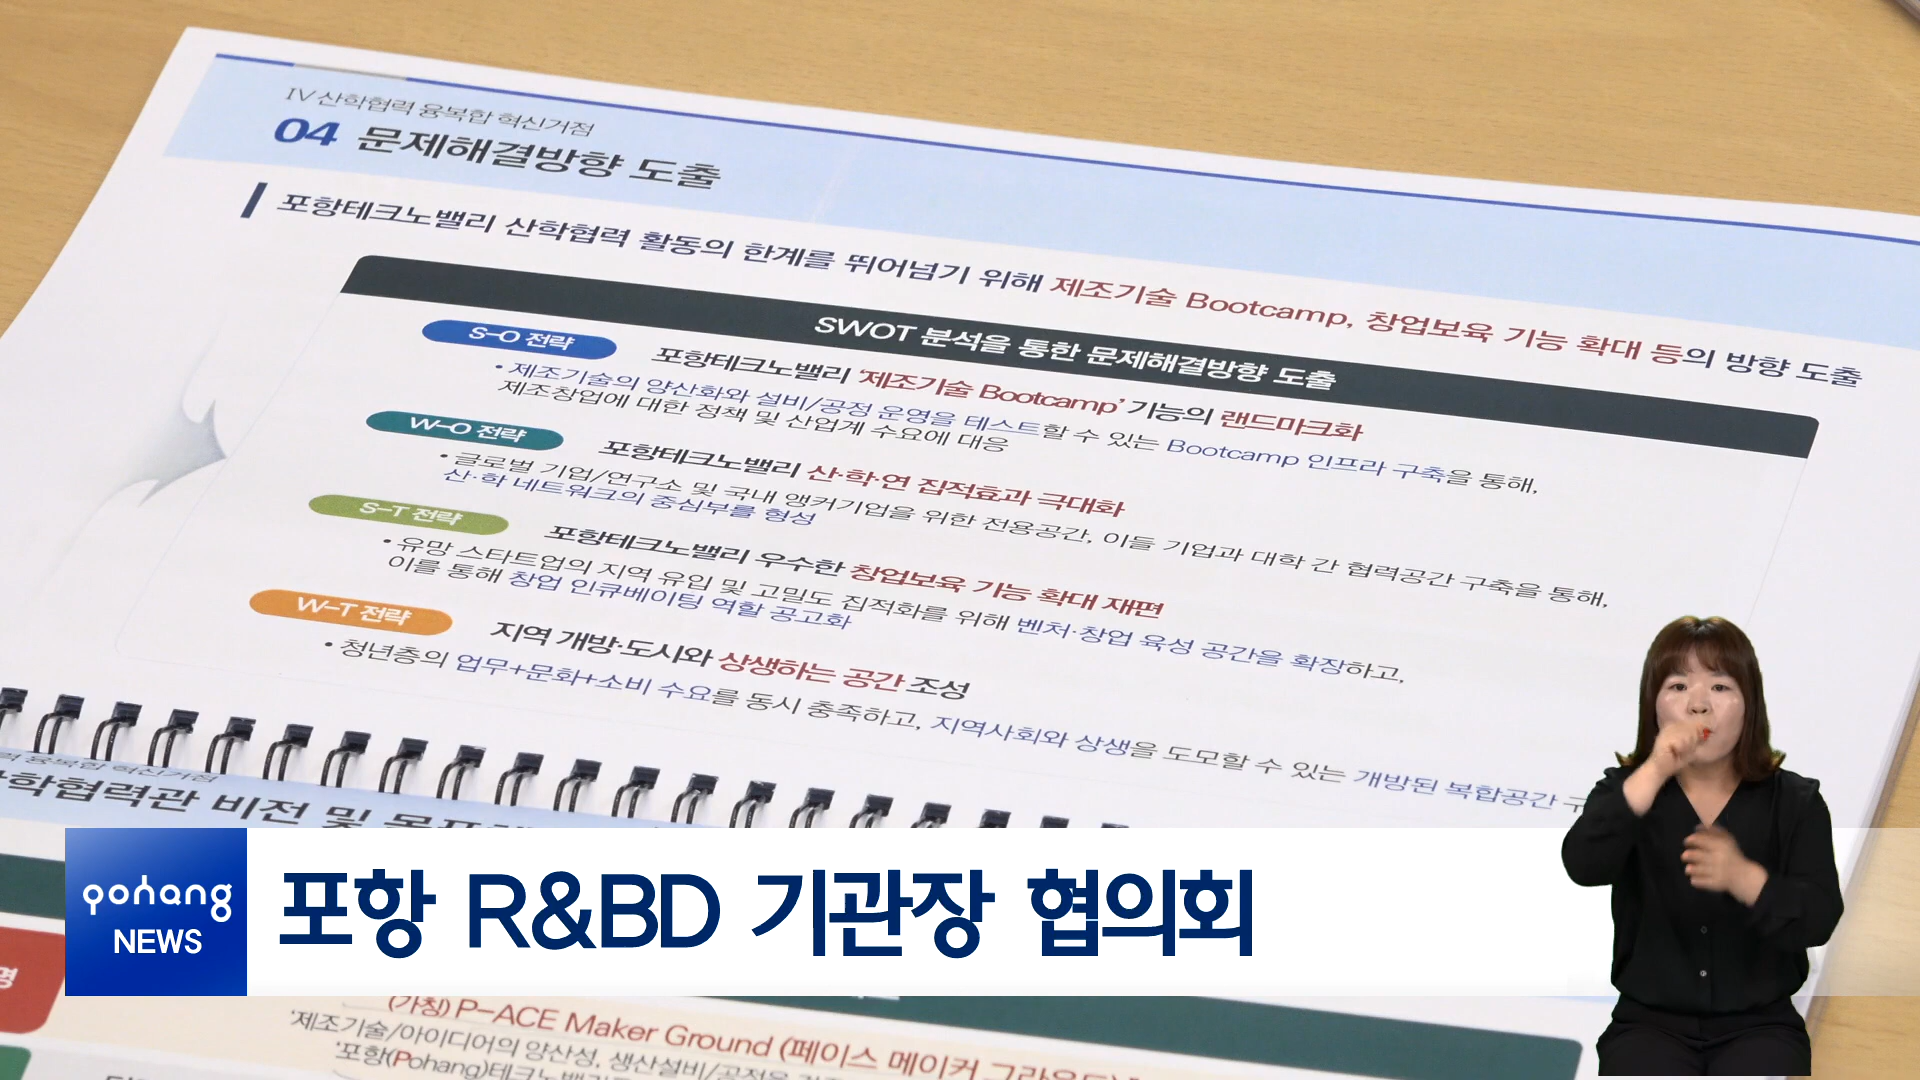 IV 산학협력 융복합 혁신거점
04 문제해결방향 도출
포항테크노밸리 산학협력 활동의 한계를 뛰어넘기 위해 제조기술 Bootcamp, 창업보육 기능 확대 등의 방향 도출
SWOT 분석을 통한 문제해결방향 도출
S-O 전략
포항테크노밸리 '제조기술 Bootcamp' 기능의 랜드마크화
• 제조기술의 양산화와 설비/공정 운영을 테스트할 수 있는 Bootcamp 인프라 구축을 통해,
제조창업에 대한 정책 및 산업계 수요에 대응
W-O 전략
포항테크노밸리 산·학·연 집적효과 극대화
• 글로벌 기업/연구소 및 국내 앵커기업을 위한 전용공간, 이들 기업과 대학 간 협력공간 구축을 통해,
산·학 네트워크의 중심부를 형성
S-T 전략
포항테크노밸리 우수한 창업보육 기능 확대 재편
• 유망 스타트업의 지역 유입 및 고밀도 집적화를 위해 벤처·창업 육성 공간을 확장하고,
이를 통해 창업 인큐베이팅 역할 공고화
W-T 전략
지역 개방·도시와 상생하는 공간 조성
• 청년층의 업무+문화+소비 수요를 동시 충족하고, 지역사회와 상생을 도모할 수 있는 개방된 복합공간 구
융복합 혁신거점
산학협력관 비전 및
pohang
NEWS
포항 R&BD 기관장 협의회
명
(가칭) P-ACE Maker Ground (페이스 메이커 그라운드)
'제조기술/아이디어의 양산성, 생산설비/공정을
'포항(Pohang)테크노밸리